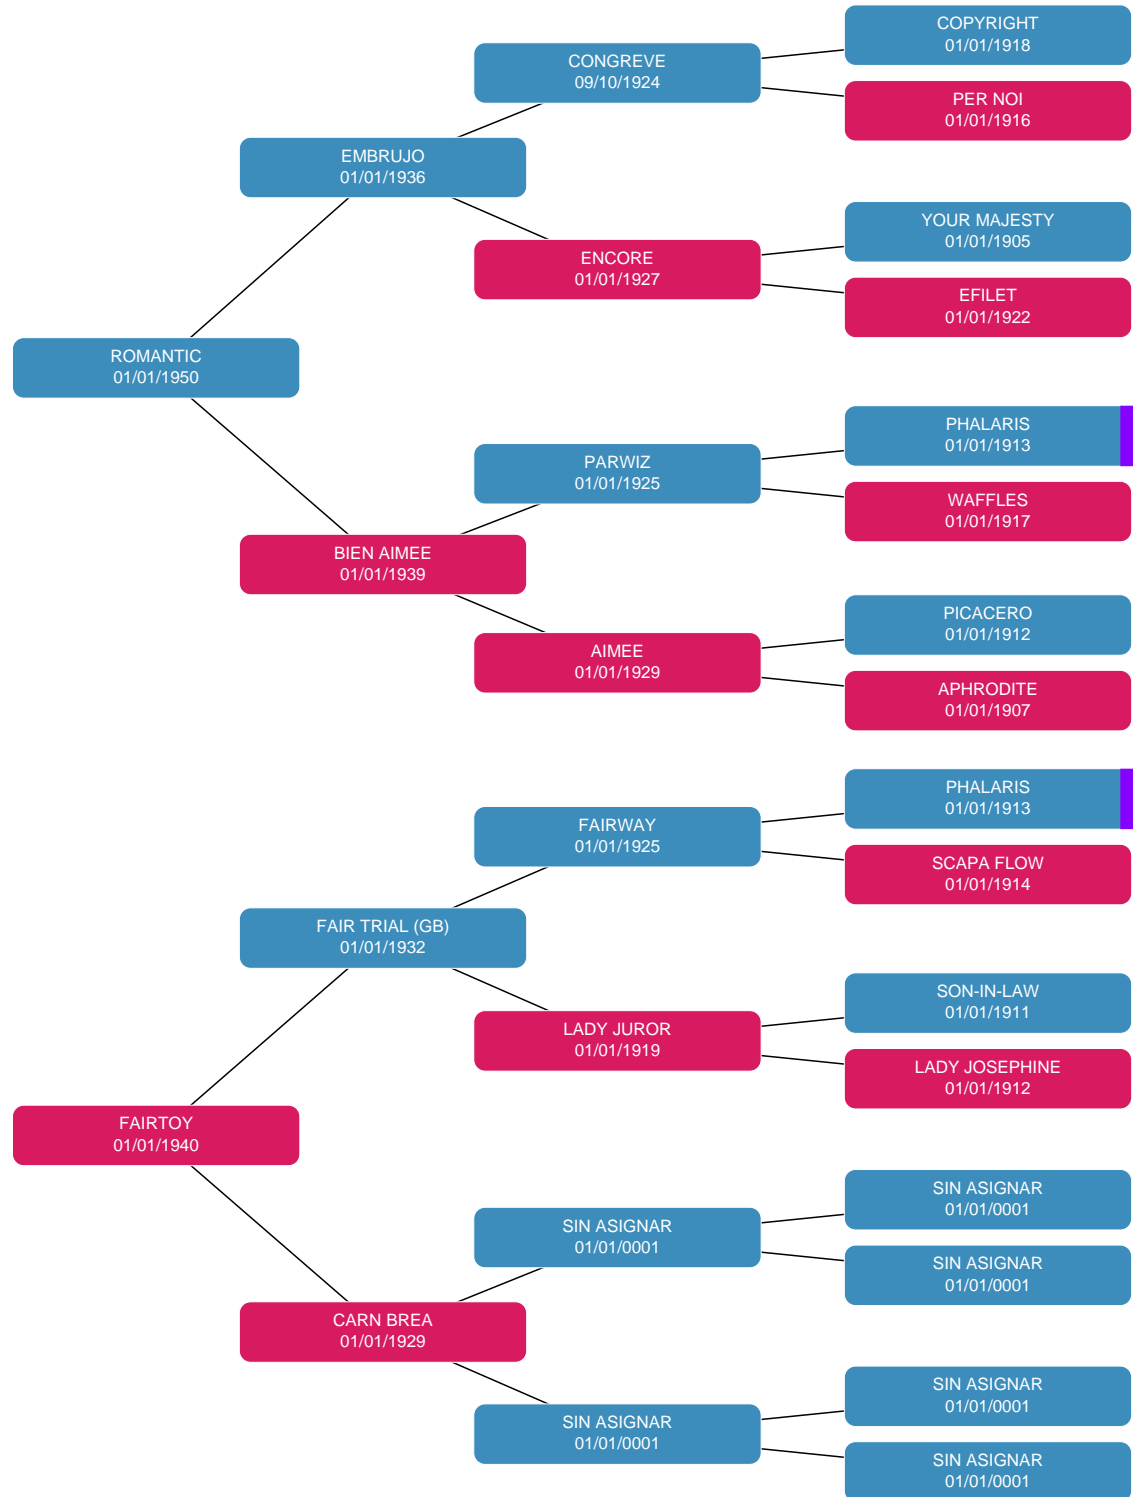 COPYRIGHT
01/01/1918
CONGREVE
09/10/1924
PER NOI
01/01/1916
EMBRUJO
01/01/1936
YOUR MAJESTY
01/01/1905
ENCORE
01/01/1927
EFILET
01/01/1922
ROMANTIC
01/01/1950
PHALARIS
01/01/1913
PARWIZ
01/01/1925
WAFFLES
01/01/1917
BIEN AIMEE
01/01/1939
PICACERO
01/01/1912
AIMEE
01/01/1929
APHRODITE
01/01/1907
PHALARIS
01/01/1913
FAIRWAY
01/01/1925
SCAPA FLOW
01/01/1914
FAIR TRIAL (GB)
01/01/1932
SON-IN-LAW
01/01/1911
LADY JUROR
01/01/1919
LADY JOSEPHINE
01/01/1912
FAIRTOY
01/01/1940
SIN ASIGNAR
01/01/0001
SIN ASIGNAR
01/01/0001
SIN ASIGNAR
01/01/0001
CARN BREA
01/01/1929
SIN ASIGNAR
01/01/0001
SIN ASIGNAR
01/01/0001
SIN ASIGNAR
01/01/0001